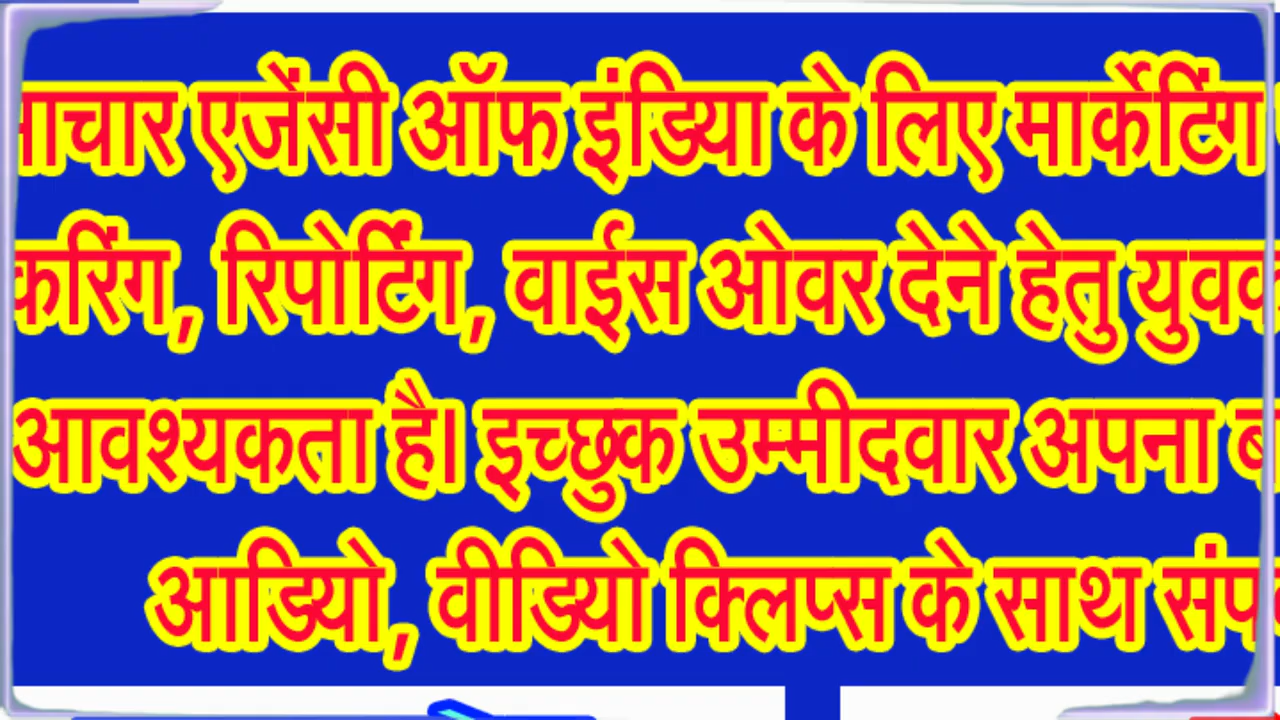 माचार एजेंसी ऑफ इंडिया के लिए मार्केटिंग
करिंग, रिपोर्टिंग, वाईस ओवर देने हेतु युवक
आवश्यकता है। इच्छुक उम्मीदवार अपना
आडियो, वीडियो क्लिप्स के साथ संप